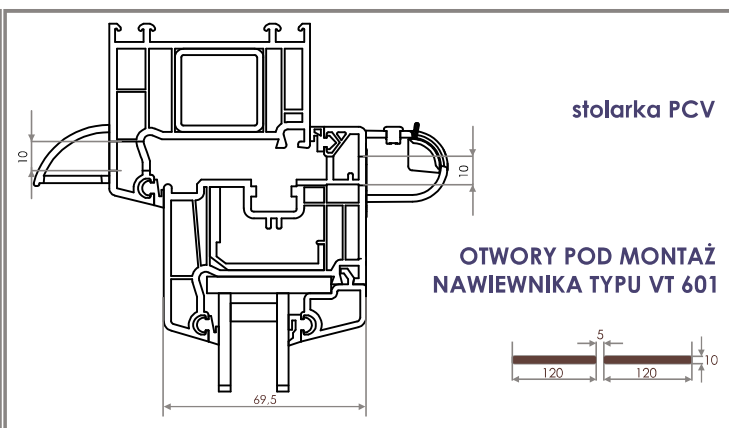 stolarka PCV
10
10
OTWORY POD MONTAŻ
NAWIEWNIKA TYPU VT 601
5
10
120
120
69,5